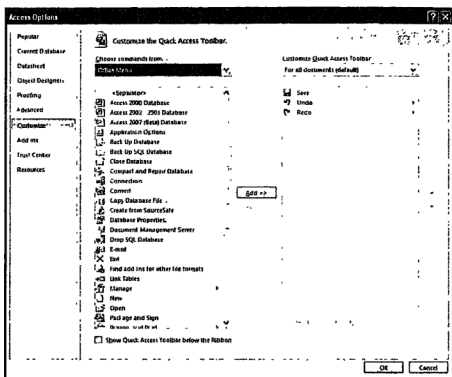 Access Options
Popular
Current Database
Datasheet
Object Designers
Proofing
Advanced
Customize
Add-ins
Trust Center
Resources
Customize the Quick Access Toolbar.
Choose commands from:
Office Menu
<Separator>
Access 2000 Database
Access 2002 - 2003 Database
Access 2007 (Beta) Database
Application Options
Back Up Database
Back Up SQL Database
Close Database
Compact and Repair Database
Connection
Convert
Copy Database File
Create from SourceSafe
Database Properties
Document Management Server
Drop SQL Database
E-mail
Exit
Find add-ins for other file formats
Link Tables
Manage
New
Open
Package and Sign
Add >>
Customize Quick Access Toolbar
For all documents (default)
Save
Undo
Redo
Show Quick Access Toolbar below the Ribbon
OK
Cancel